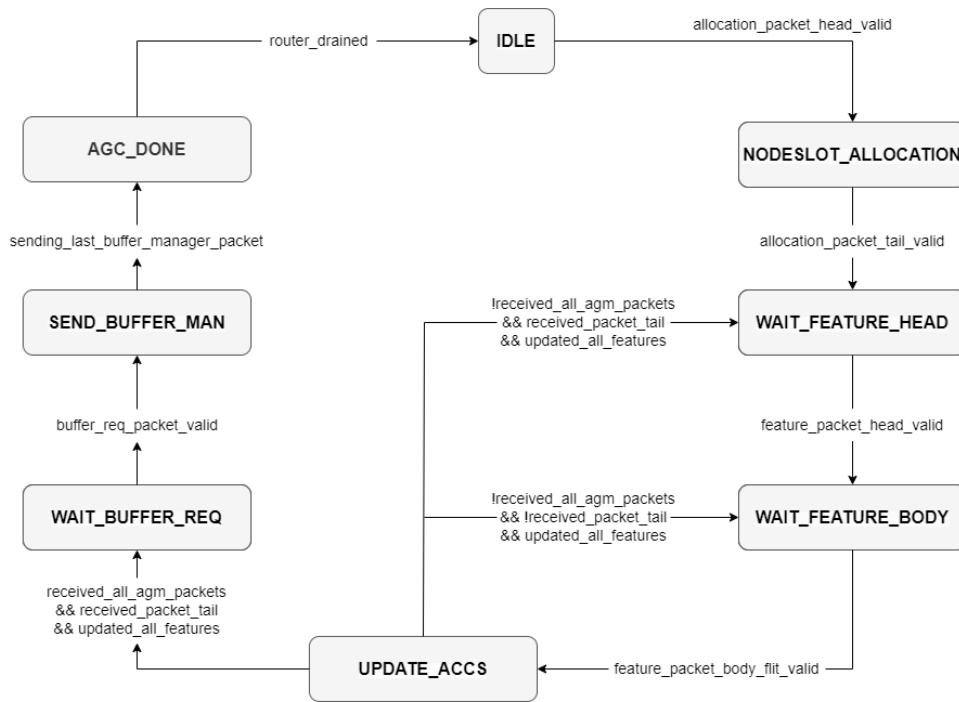 router_drained
IDLE
allocation_packet_head_valid
AGC_DONE
NODESLOT_ALLOCATION
sending_last_buffer_manager_packet
allocation_packet_tail_valid
SEND_BUFFER_MAN
!received_all_agm_packets
&& received_packet_tail
&& updated_all_features
WAIT_FEATURE_HEAD
buffer_req_packet_valid
feature_packet_head_valid
WAIT_BUFFER_REQ
!received_all_agm_packets
&& !received_packet_tail
&& updated_all_features
WAIT_FEATURE_BODY
received_all_agm_packets
&& received_packet_tail
&& updated_all_features
UPDATE_ACCS
feature_packet_body_flit_valid